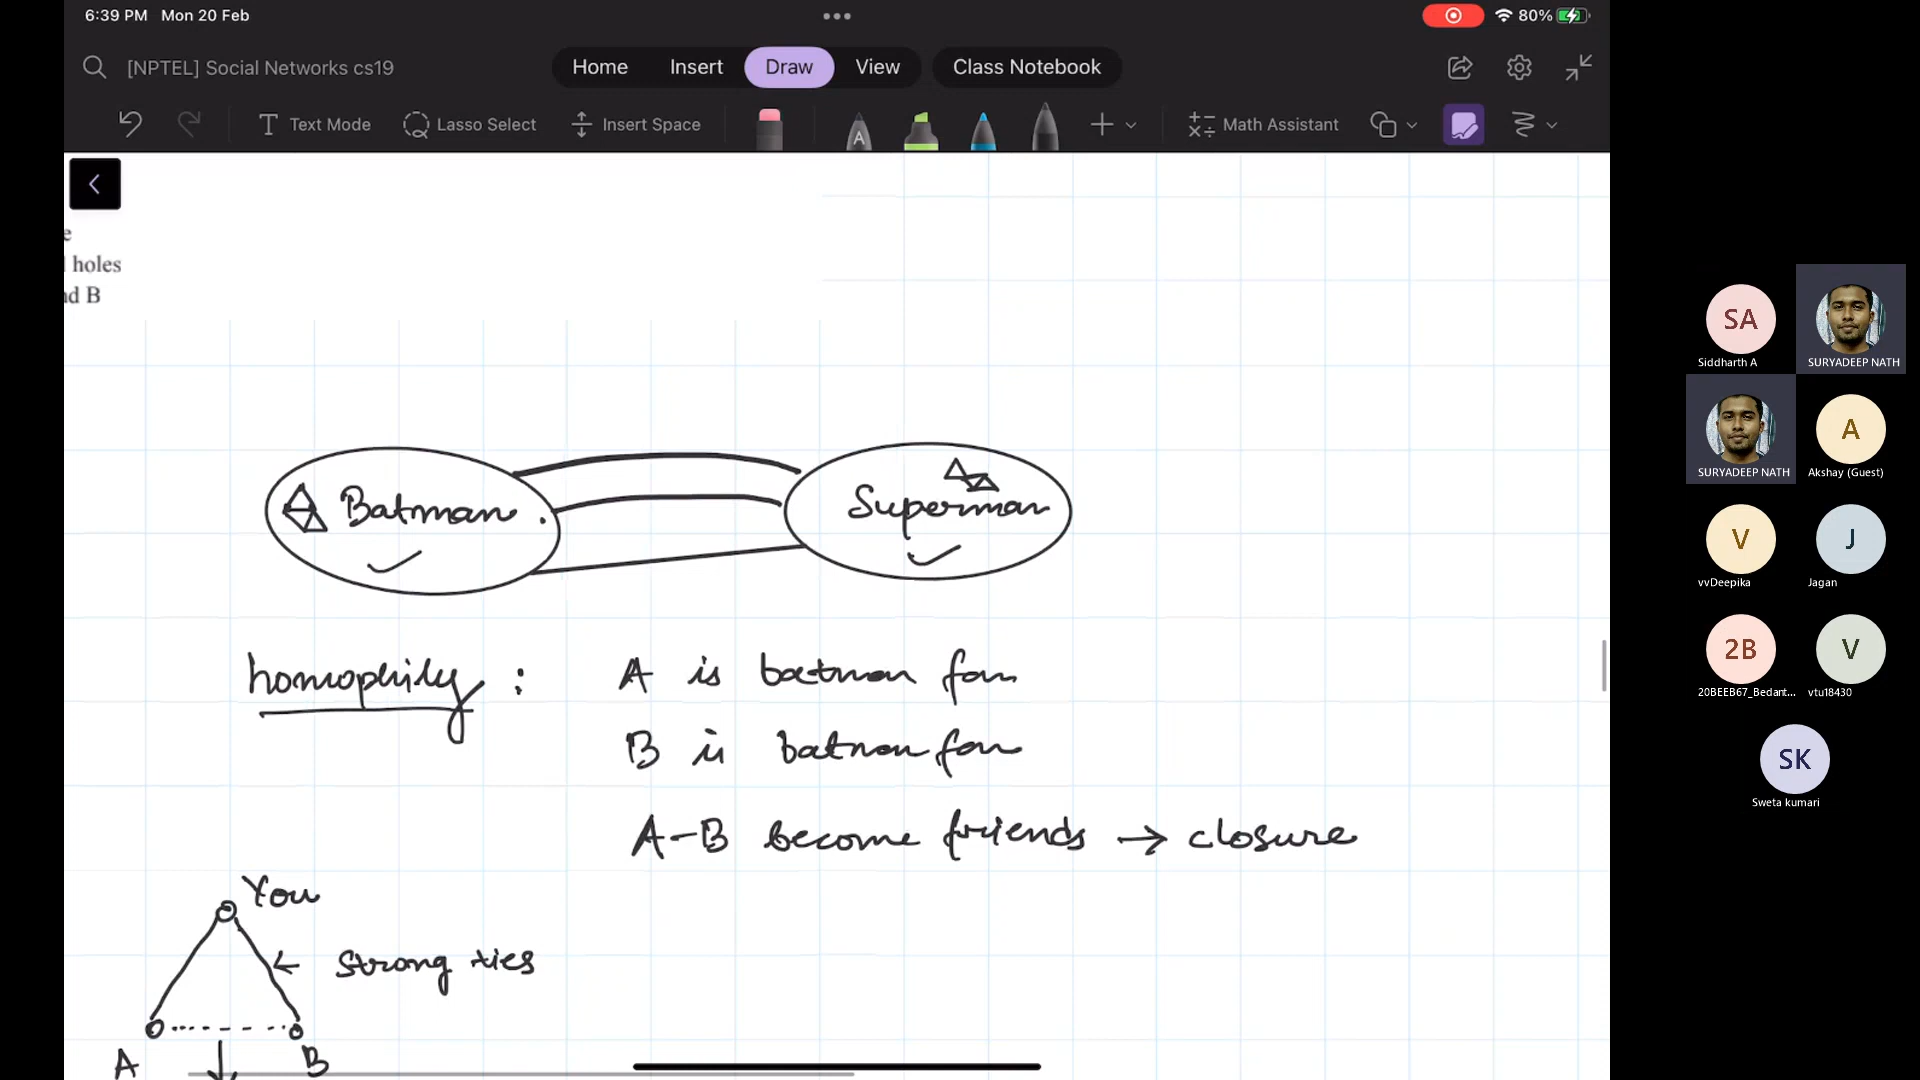 6:39 PM Mon 20 Feb
80%
[NPTEL] Social Networks cs19
Home Insert Draw View Class Notebook
Text Mode Lasso Select Insert Space A Math Assistant
e
l holes
nd B
Batman
Superman
homophily : A is batman fan
B is batman fan
A-B become friends → closure
You
← strong ties
A B
SA
Siddharth A
SURYADEEP NATH
SURYADEEP NATH
A
Akshay (Guest)
V
vvDeepika
J
Jagan
2B
20BEEB67_Bedant...
V
vtu18430
SK
Sweta kumari